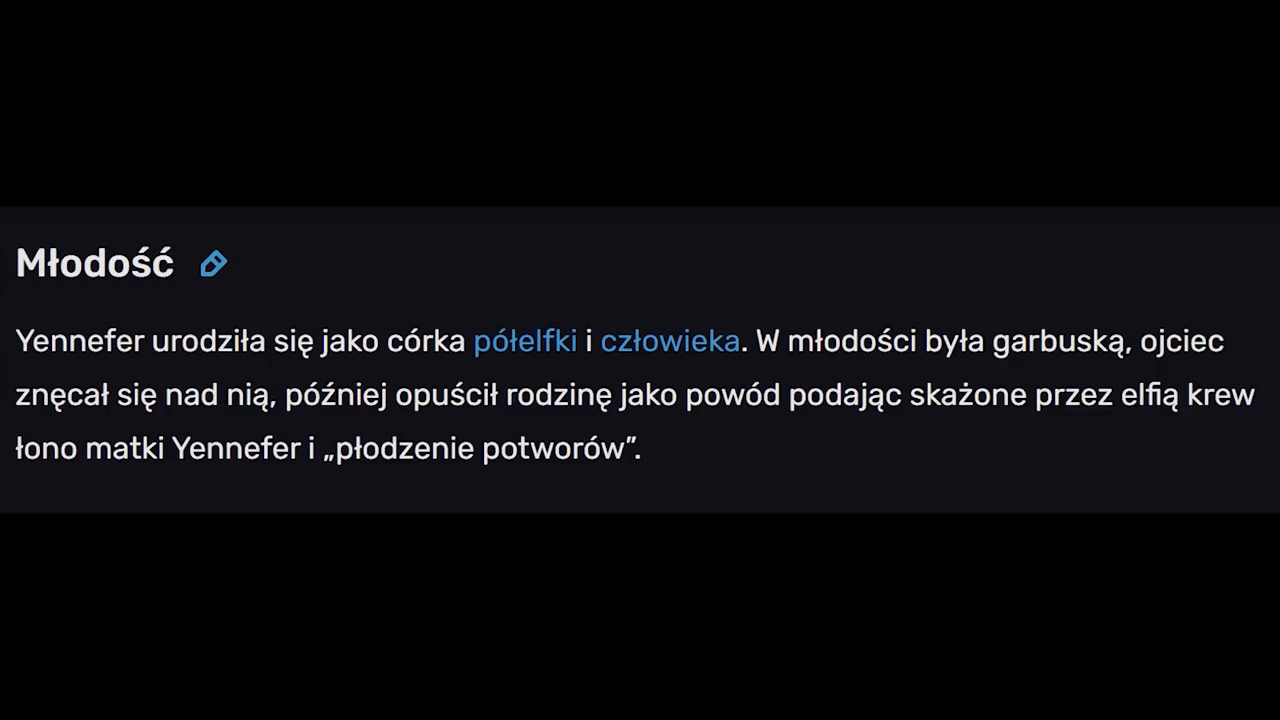 Młodość
Yennefer urodziła się jako córka półelfki i człowieka. W młodości była garbuską, ojciec
znęcał się nad nią, później opuścił rodzinę jako powód podając skażone przez elfią krew
łono matki Yennefer i „płodzenie potworów”.